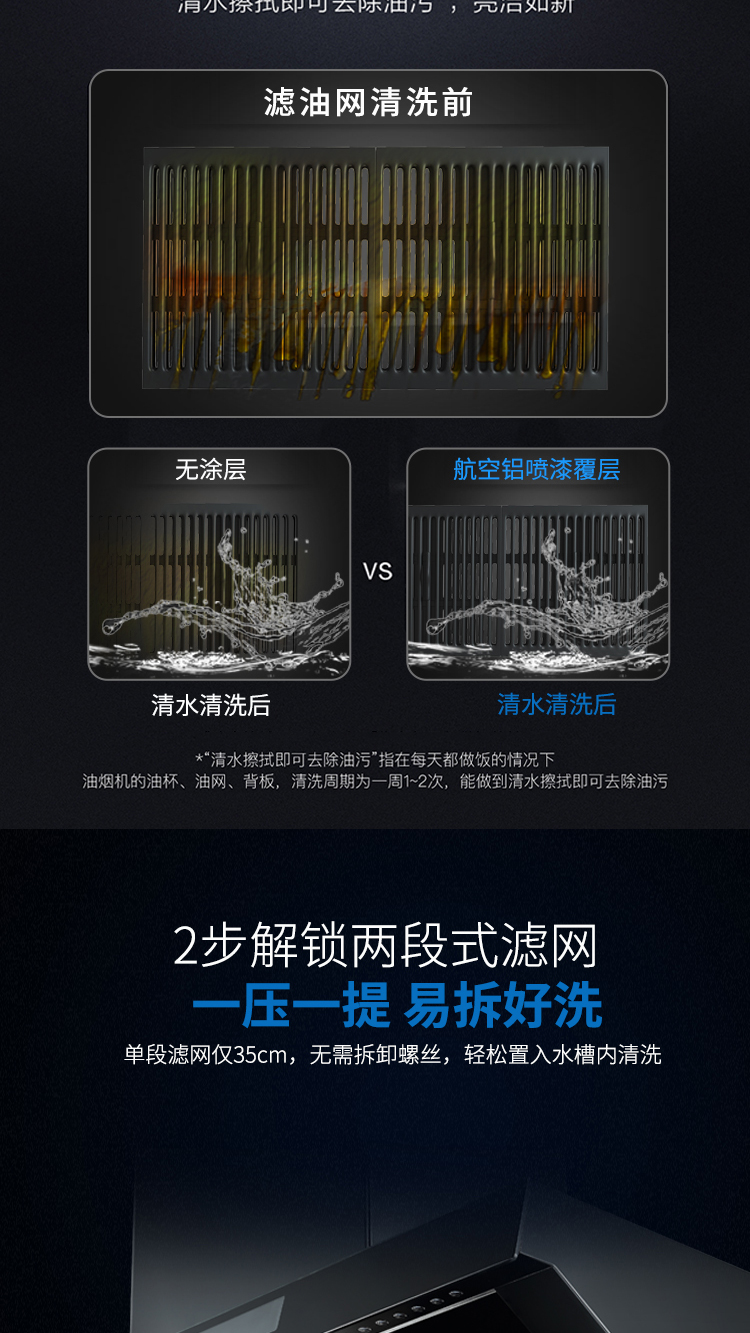 清水擦拭即可去除油污"，亮洁如新
滤油网清洗前
无涂层
航空铝喷漆覆层
VS
清水清洗后
清水清洗后
*“清水擦拭即可去除油污”指在每天都做饭的情况下
油烟机的油杯、油网、背板，清洗周期为一周1~2次，能做到清水擦拭即可去除油污
2步解锁两段式滤网
一压一提 易拆好洗
单段滤网仅35cm，无需拆卸螺丝，轻松置入水槽内清洗